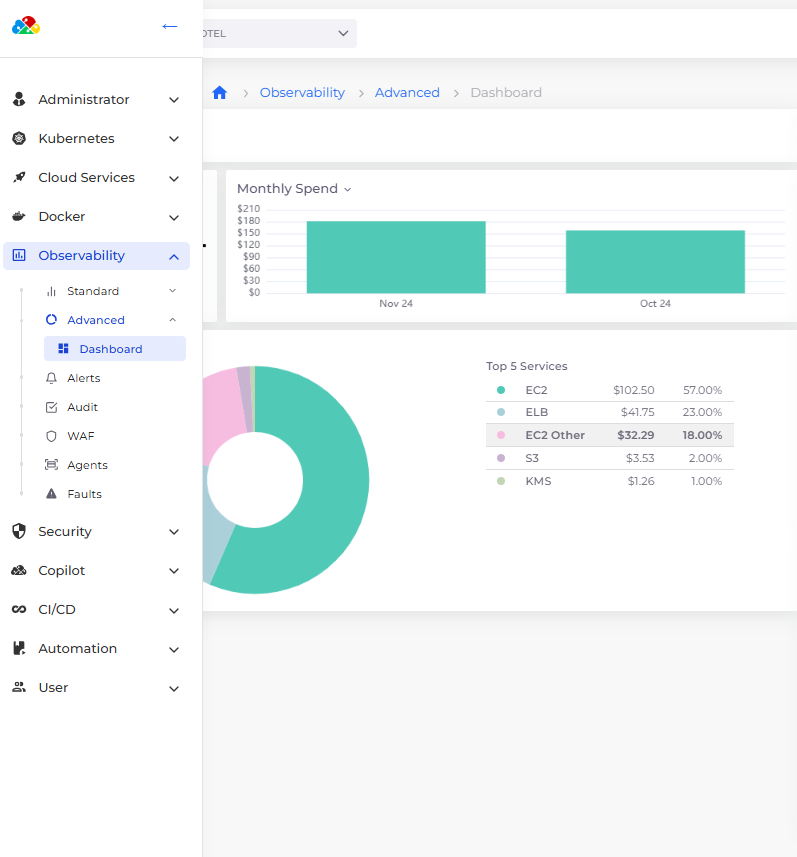 OTEL
Administrator
Kubernetes
Cloud Services
Docker
Observability
Standard
Advanced
Dashboard
Alerts
Audit
WAF
Agents
Faults
Security
Copilot
CI/CD
Automation
User
Observability > Advanced > Dashboard
Monthly Spend
$210
$180
$150
$120
$90
$60
$30
$0
Nov 24 Oct 24
Top 5 Services
EC2 $102.50 57.00%
ELB $41.75 23.00%
EC2 Other $32.29 18.00%
S3 $3.53 2.00%
KMS $1.26 1.00%